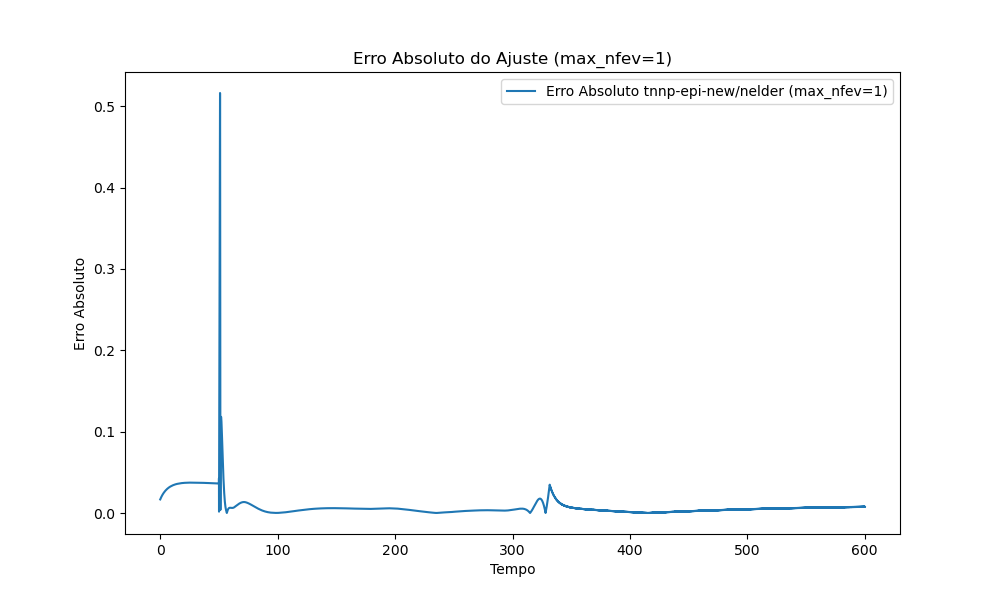 Erro Absoluto do Ajuste (max_nfev=1)
Erro Absoluto tnnp-epi-new/nelder (max_nfev=1)
Erro Absoluto
0.5
0.4
0.3
0.2
0.1
0.0
0 100 200 300 400 500 600
Tempo